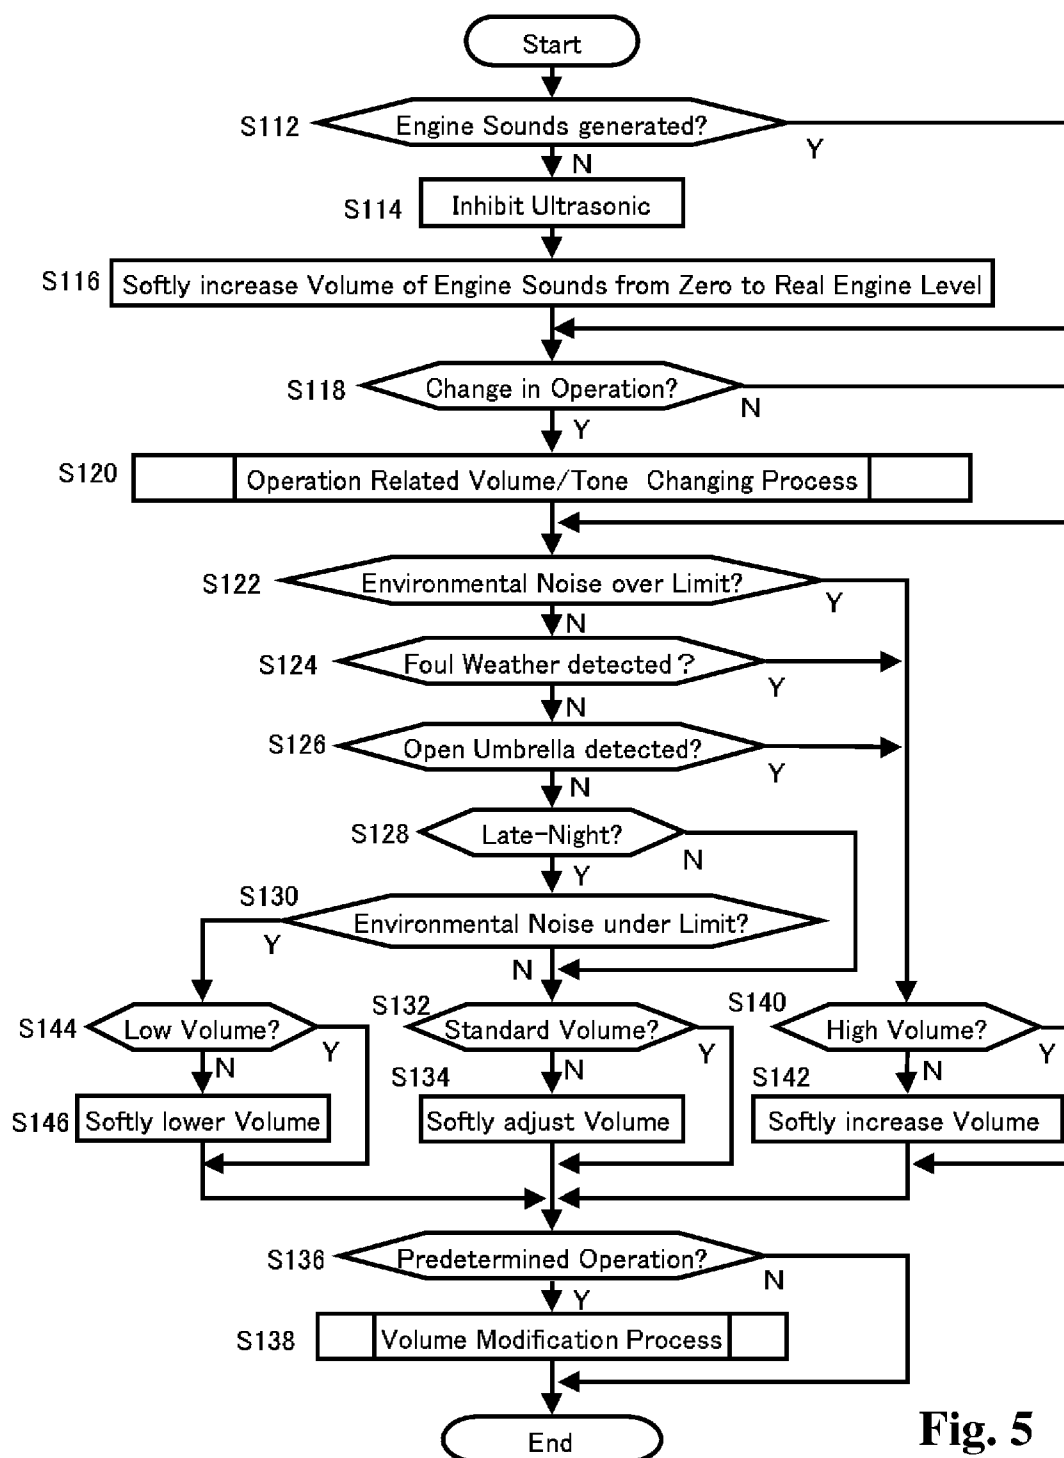 Start
S112
Engine Sounds generated?
Y
N
S114
Inhibit Ultrasonic
S116
Softly increase Volume of Engine Sounds from Zero to Real Engine Level
S118
Change in Operation?
N
Y
S120
Operation Related Volume/Tone Changing Process
S122
Environmental Noise over Limit?
Y
N
S124
Foul Weather detected?
Y
N
S126
Open Umbrella detected?
Y
N
S128
Late-Night?
N
Y
S130
Environmental Noise under Limit?
Y
N
S144
Low Volume?
Y
N
S132
Standard Volume?
Y
N
S140
High Volume?
Y
N
S146
Softly lower Volume
S134
Softly adjust Volume
S142
Softly increase Volume
S136
Predetermined Operation?
N
Y
S138
Volume Modification Process
End
Fig. 5